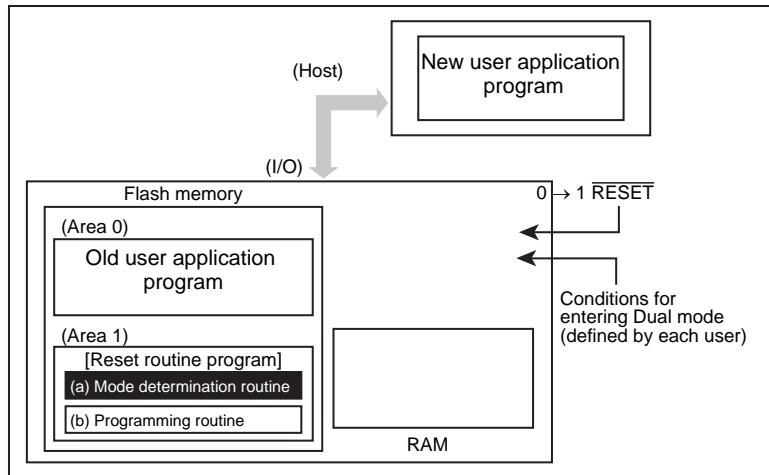 New user application
program
(Host)
(I/O)
Flash memory
0 → 1 RESET
(Area 0)
Old user application
program
Conditions for
entering Dual mode
(defined by each user)
(Area 1)
[Reset routine program]
(a) Mode determination routine
(b) Programming routine
RAM